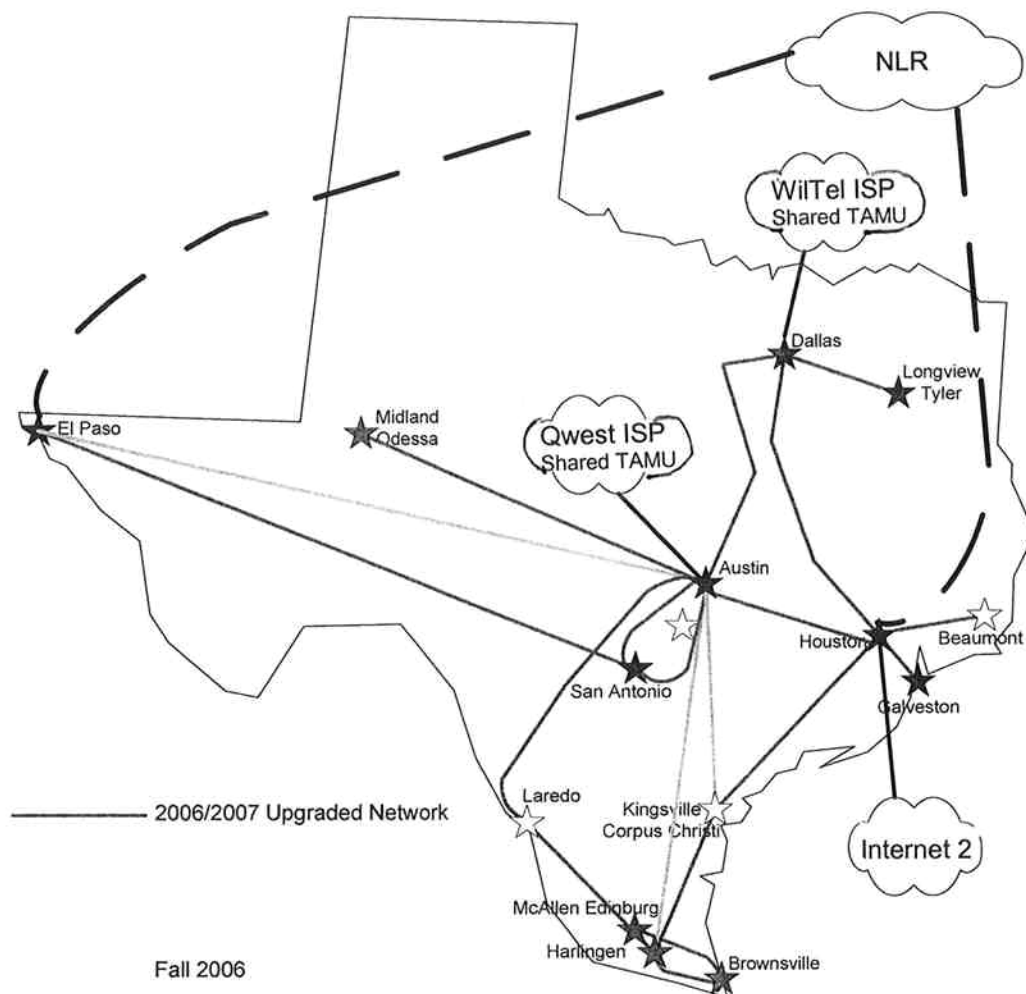 NLR
WilTel ISP
Shared TAMU
Dallas
Longview
Tyler
El Paso
Midland
Odessa
Qwest ISP
Shared TAMU
Austin
Houston
Beaumont
San Antonio
Galveston
2006/2007 Upgraded Network
Laredo
Kingsville
Corpus Christi
Internet 2
McAllen Edinburg
Harlingen
Brownsville
Fall 2006